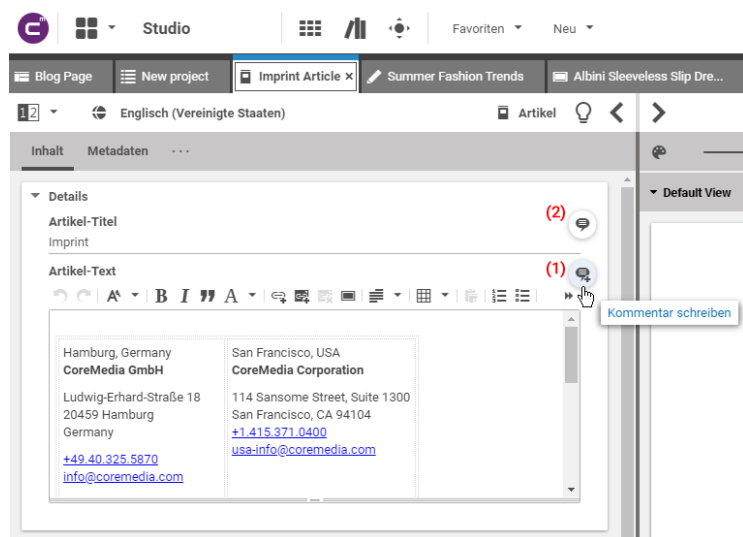 Studio
Favoriten
Neu
Blog Page
New project
Imprint Article ×
Summer Fashion Trends
Albini Sleeveless Slip Dre...
12
Englisch (Vereinigte Staaten)
Artikel
Inhalt
Metadaten
...
Default View
Details
Artikel-Titel
(2)
Imprint
Artikel-Text
(1)
Kommentar schreiben
Hamburg, Germany
CoreMedia GmbH
Ludwig-Erhard-Straße 18
20459 Hamburg
Germany
+49.40.325.5870
info@coremedia.com
San Francisco, USA
CoreMedia Corporation
114 Sansome Street, Suite 1300
San Francisco, CA 94104
+1.415.371.0400
usa-info@coremedia.com